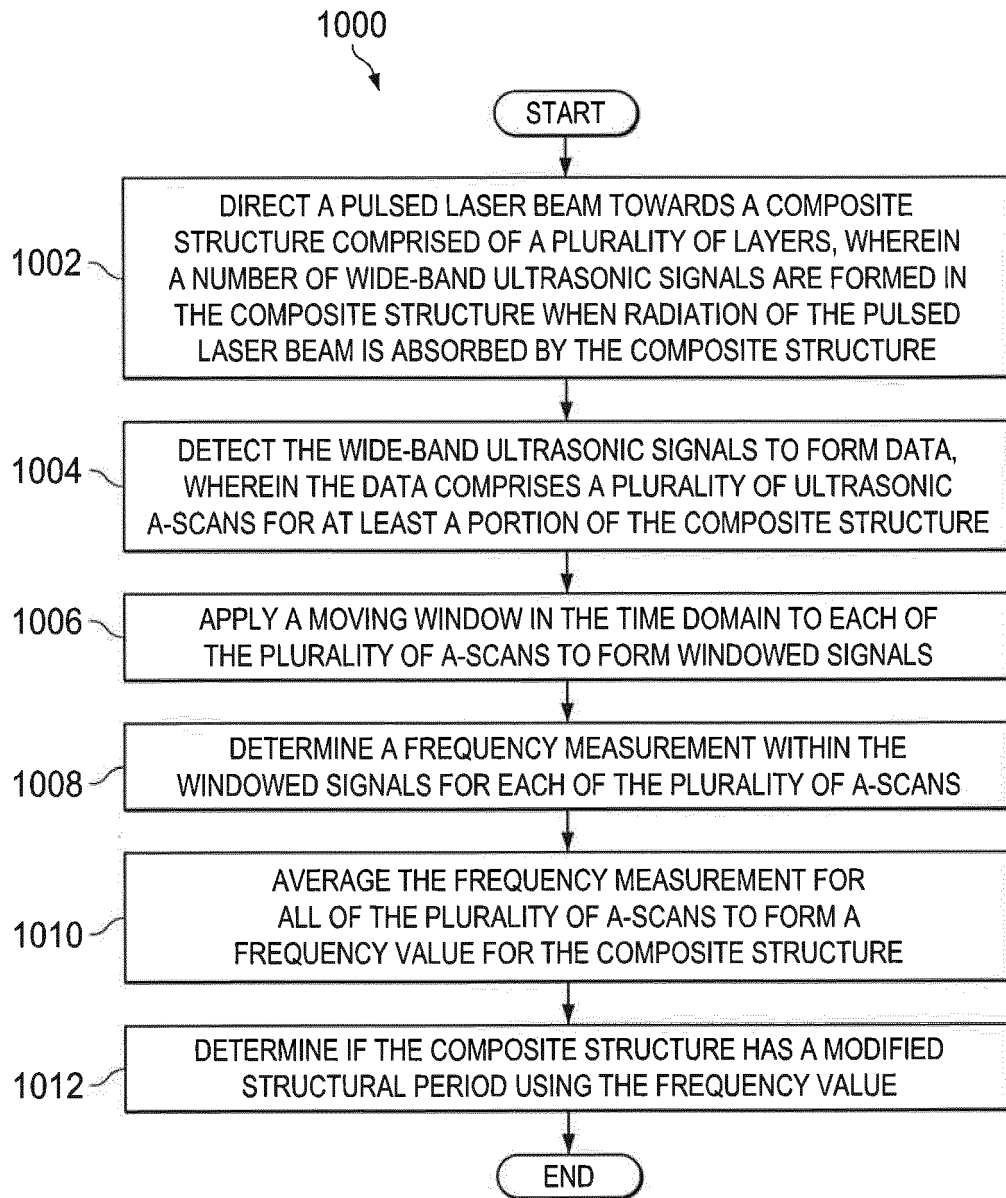 1000
START
DIRECT A PULSED LASER BEAM TOWARDS A COMPOSITE
STRUCTURE COMPRISED OF A PLURALITY OF LAYERS, WHEREIN
A NUMBER OF WIDE-BAND ULTRASONIC SIGNALS ARE FORMED IN
THE COMPOSITE STRUCTURE WHEN RADIATION OF THE PULSED
LASER BEAM IS ABSORBED BY THE COMPOSITE STRUCTURE
1002
DETECT THE WIDE-BAND ULTRASONIC SIGNALS TO FORM DATA,
WHEREIN THE DATA COMPRISES A PLURALITY OF ULTRASONIC
A-SCANS FOR AT LEAST A PORTION OF THE COMPOSITE STRUCTURE
1004
APPLY A MOVING WINDOW IN THE TIME DOMAIN TO EACH OF
THE PLURALITY OF A-SCANS TO FORM WINDOWED SIGNALS
1006
DETERMINE A FREQUENCY MEASUREMENT WITHIN THE
WINDOWED SIGNALS FOR EACH OF THE PLURALITY OF A-SCANS
1008
AVERAGE THE FREQUENCY MEASUREMENT FOR
ALL OF THE PLURALITY OF A-SCANS TO FORM A
FREQUENCY VALUE FOR THE COMPOSITE STRUCTURE
1010
DETERMINE IF THE COMPOSITE STRUCTURE HAS A MODIFIED
STRUCTURAL PERIOD USING THE FREQUENCY VALUE
1012
END